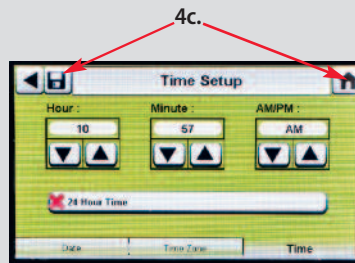 4c.
Time Setup
Hour : Minute : AM/PM :
10 57 AM
24 Hour Time
Date Time Zone Time